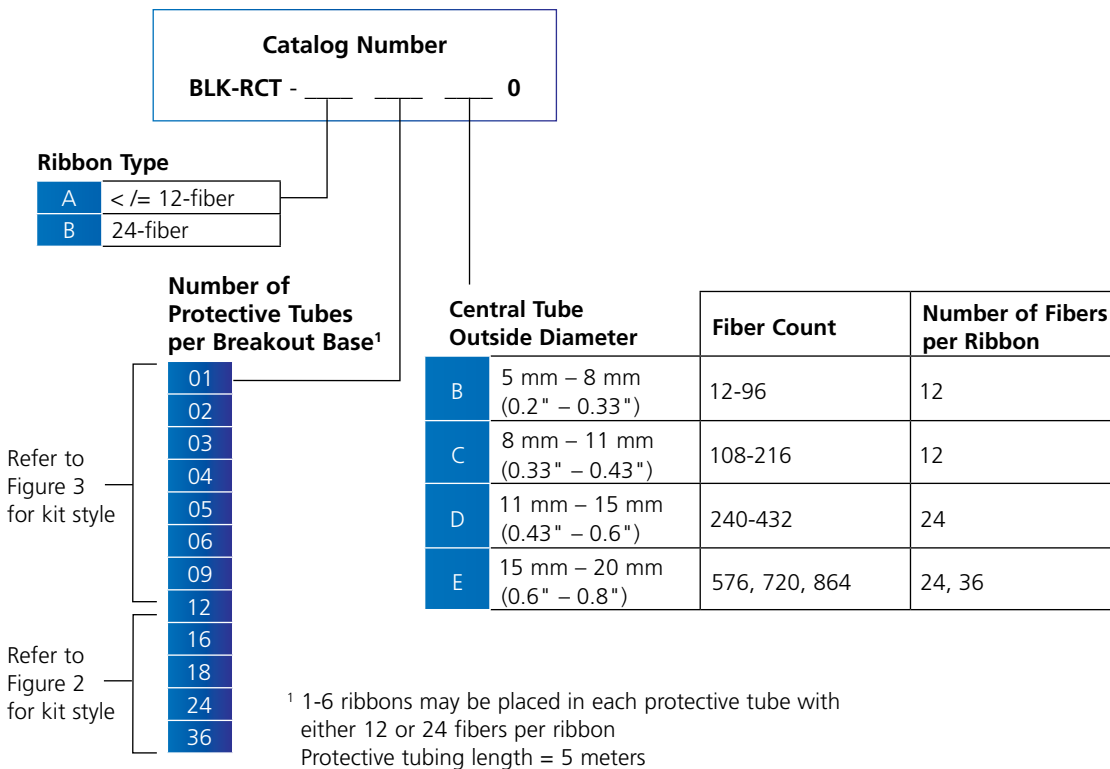 Catalog Number
BLK-RCT - ____ ____ ____ 0
Ribbon Type
A < /= 12-fiber
B 24-fiber
Number of
Protective Tubes
per Breakout Base¹
01
02
03
04
05
06
09
12
16
18
24
36
Refer to
Figure 3
for kit style
Refer to
Figure 2
for kit style
Central Tube
Outside Diameter
Fiber Count
Number of Fibers
per Ribbon
B 5 mm – 8 mm
(0.2" – 0.33")
12-96
12
C 8 mm – 11 mm
(0.33" – 0.43")
108-216
12
D 11 mm – 15 mm
(0.43" – 0.6")
240-432
24
E 15 mm – 20 mm
(0.6" – 0.8")
576, 720, 864
24, 36
¹ 1-6 ribbons may be placed in each protective tube with
either 12 or 24 fibers per ribbon
Protective tubing length = 5 meters